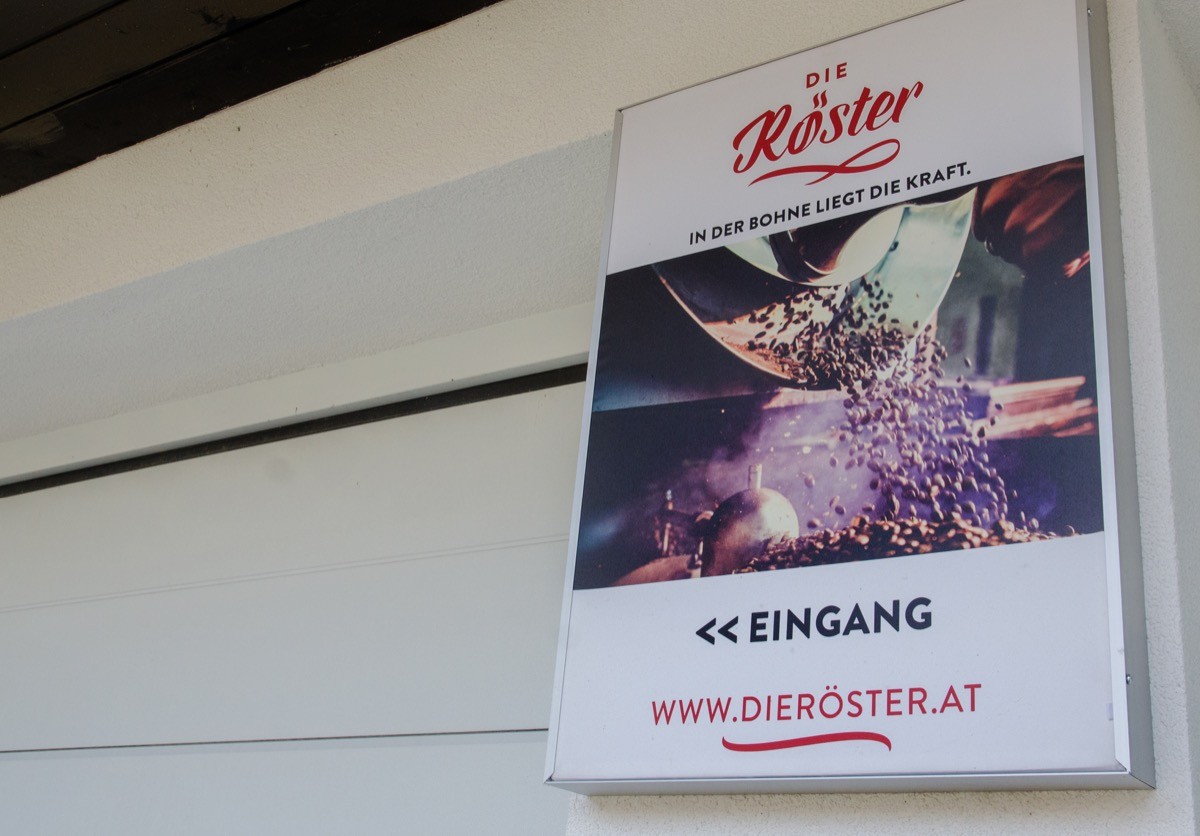 DIE
Röster
IN DER BOHNE LIEGT DIE KRAFT.
<< EINGANG
WWW.DIERÖSTER.AT